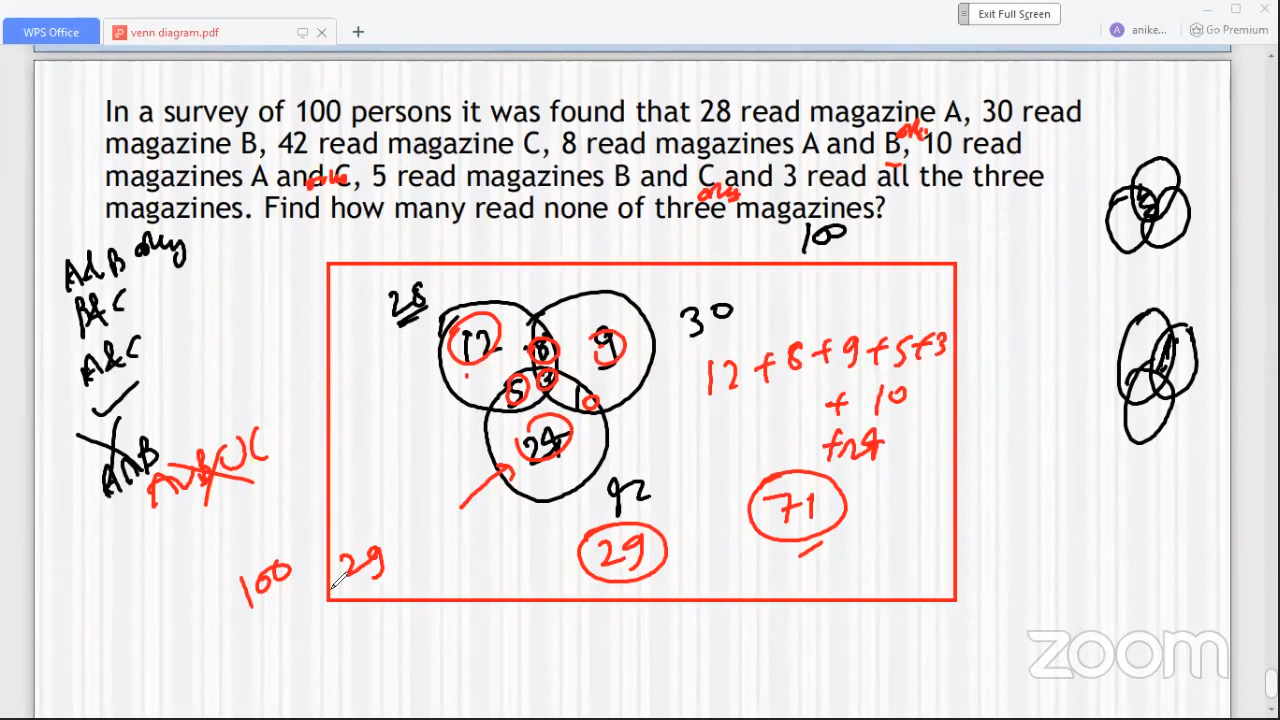 Exit Full Screen
WPS Office
venn diagram.pdf
anike...
Go Premium
In a survey of 100 persons it was found that 28 read magazine A, 30 read
magazine B, 42 read magazine C, 8 read magazines A and B, 10 read
magazines A and C, 5 read magazines B and C and 3 read all the three
magazines. Find how many read none of three magazines?
only
100
A&B only
B&C
A&C
A∩B
28
30
12
8
9
5
3
10
24
42
12 + 8 + 9 + 5 + 3
+ 10
+24
71
29
100
29
zoom